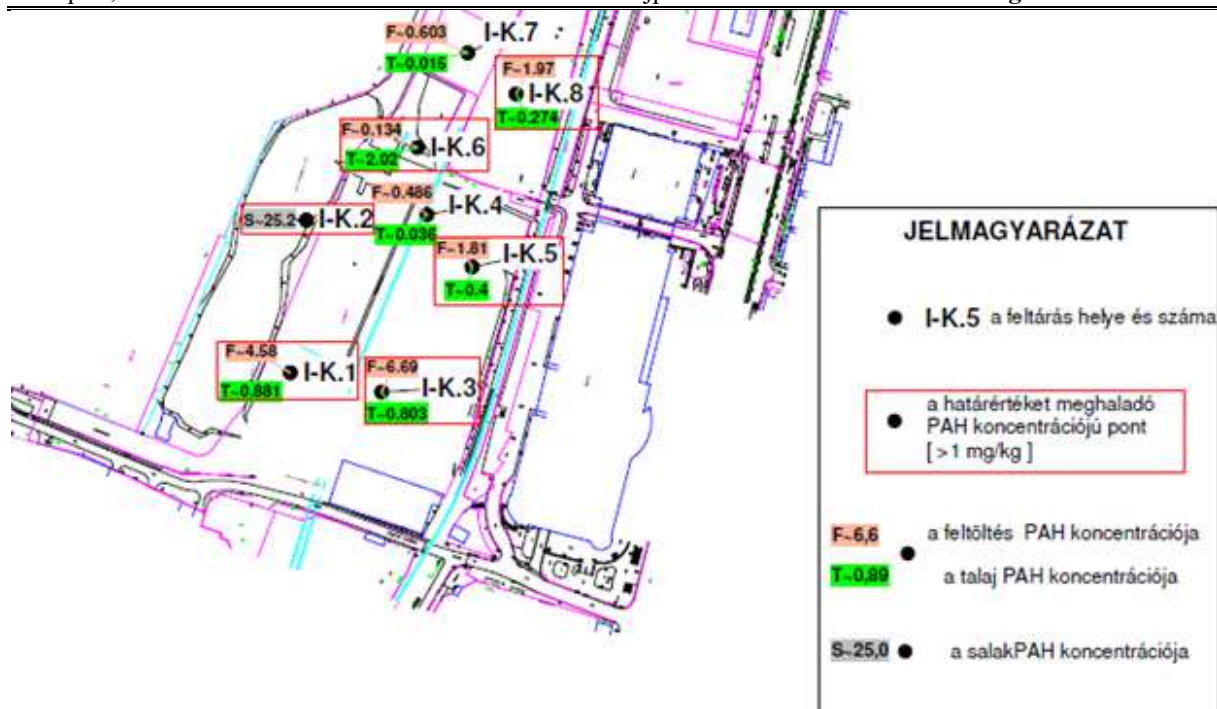 F~0.603
I-K.7
T~0.015
F~1.97
I-K.8
T~0.274
F~0.134
I-K.6
T~2.02
F~0.486
S~25.2
I-K.2
I-K.4
T~0.036
F~1.81
I-K.5
T~0.4
F~4.58
I-K.1
T~0.881
F~6.69
I-K.3
T~0.803
JELMAGYARÁZAT
I-K.5 a feltárás helye és száma
a határértéket meghaladó
PAH koncentrációjú pont
[ >1 mg/kg ]
F~6,6
a feltöltés PAH koncentrációja
T~0,89
a talaj PAH koncentrációja
S~25,0
a salakPAH koncentrációja